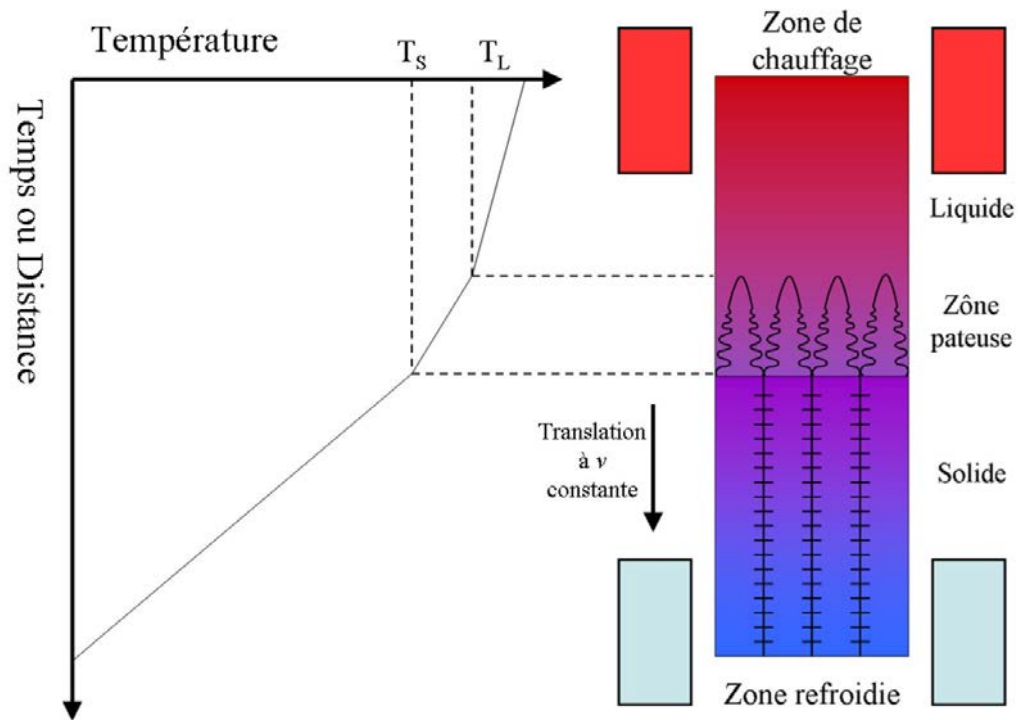 Température
T_S
T_L
Temps ou Distance
Zone de
chauffage
Liquide
Zône
pateuse
Translation
à v
constante
Solide
Zone refroidie